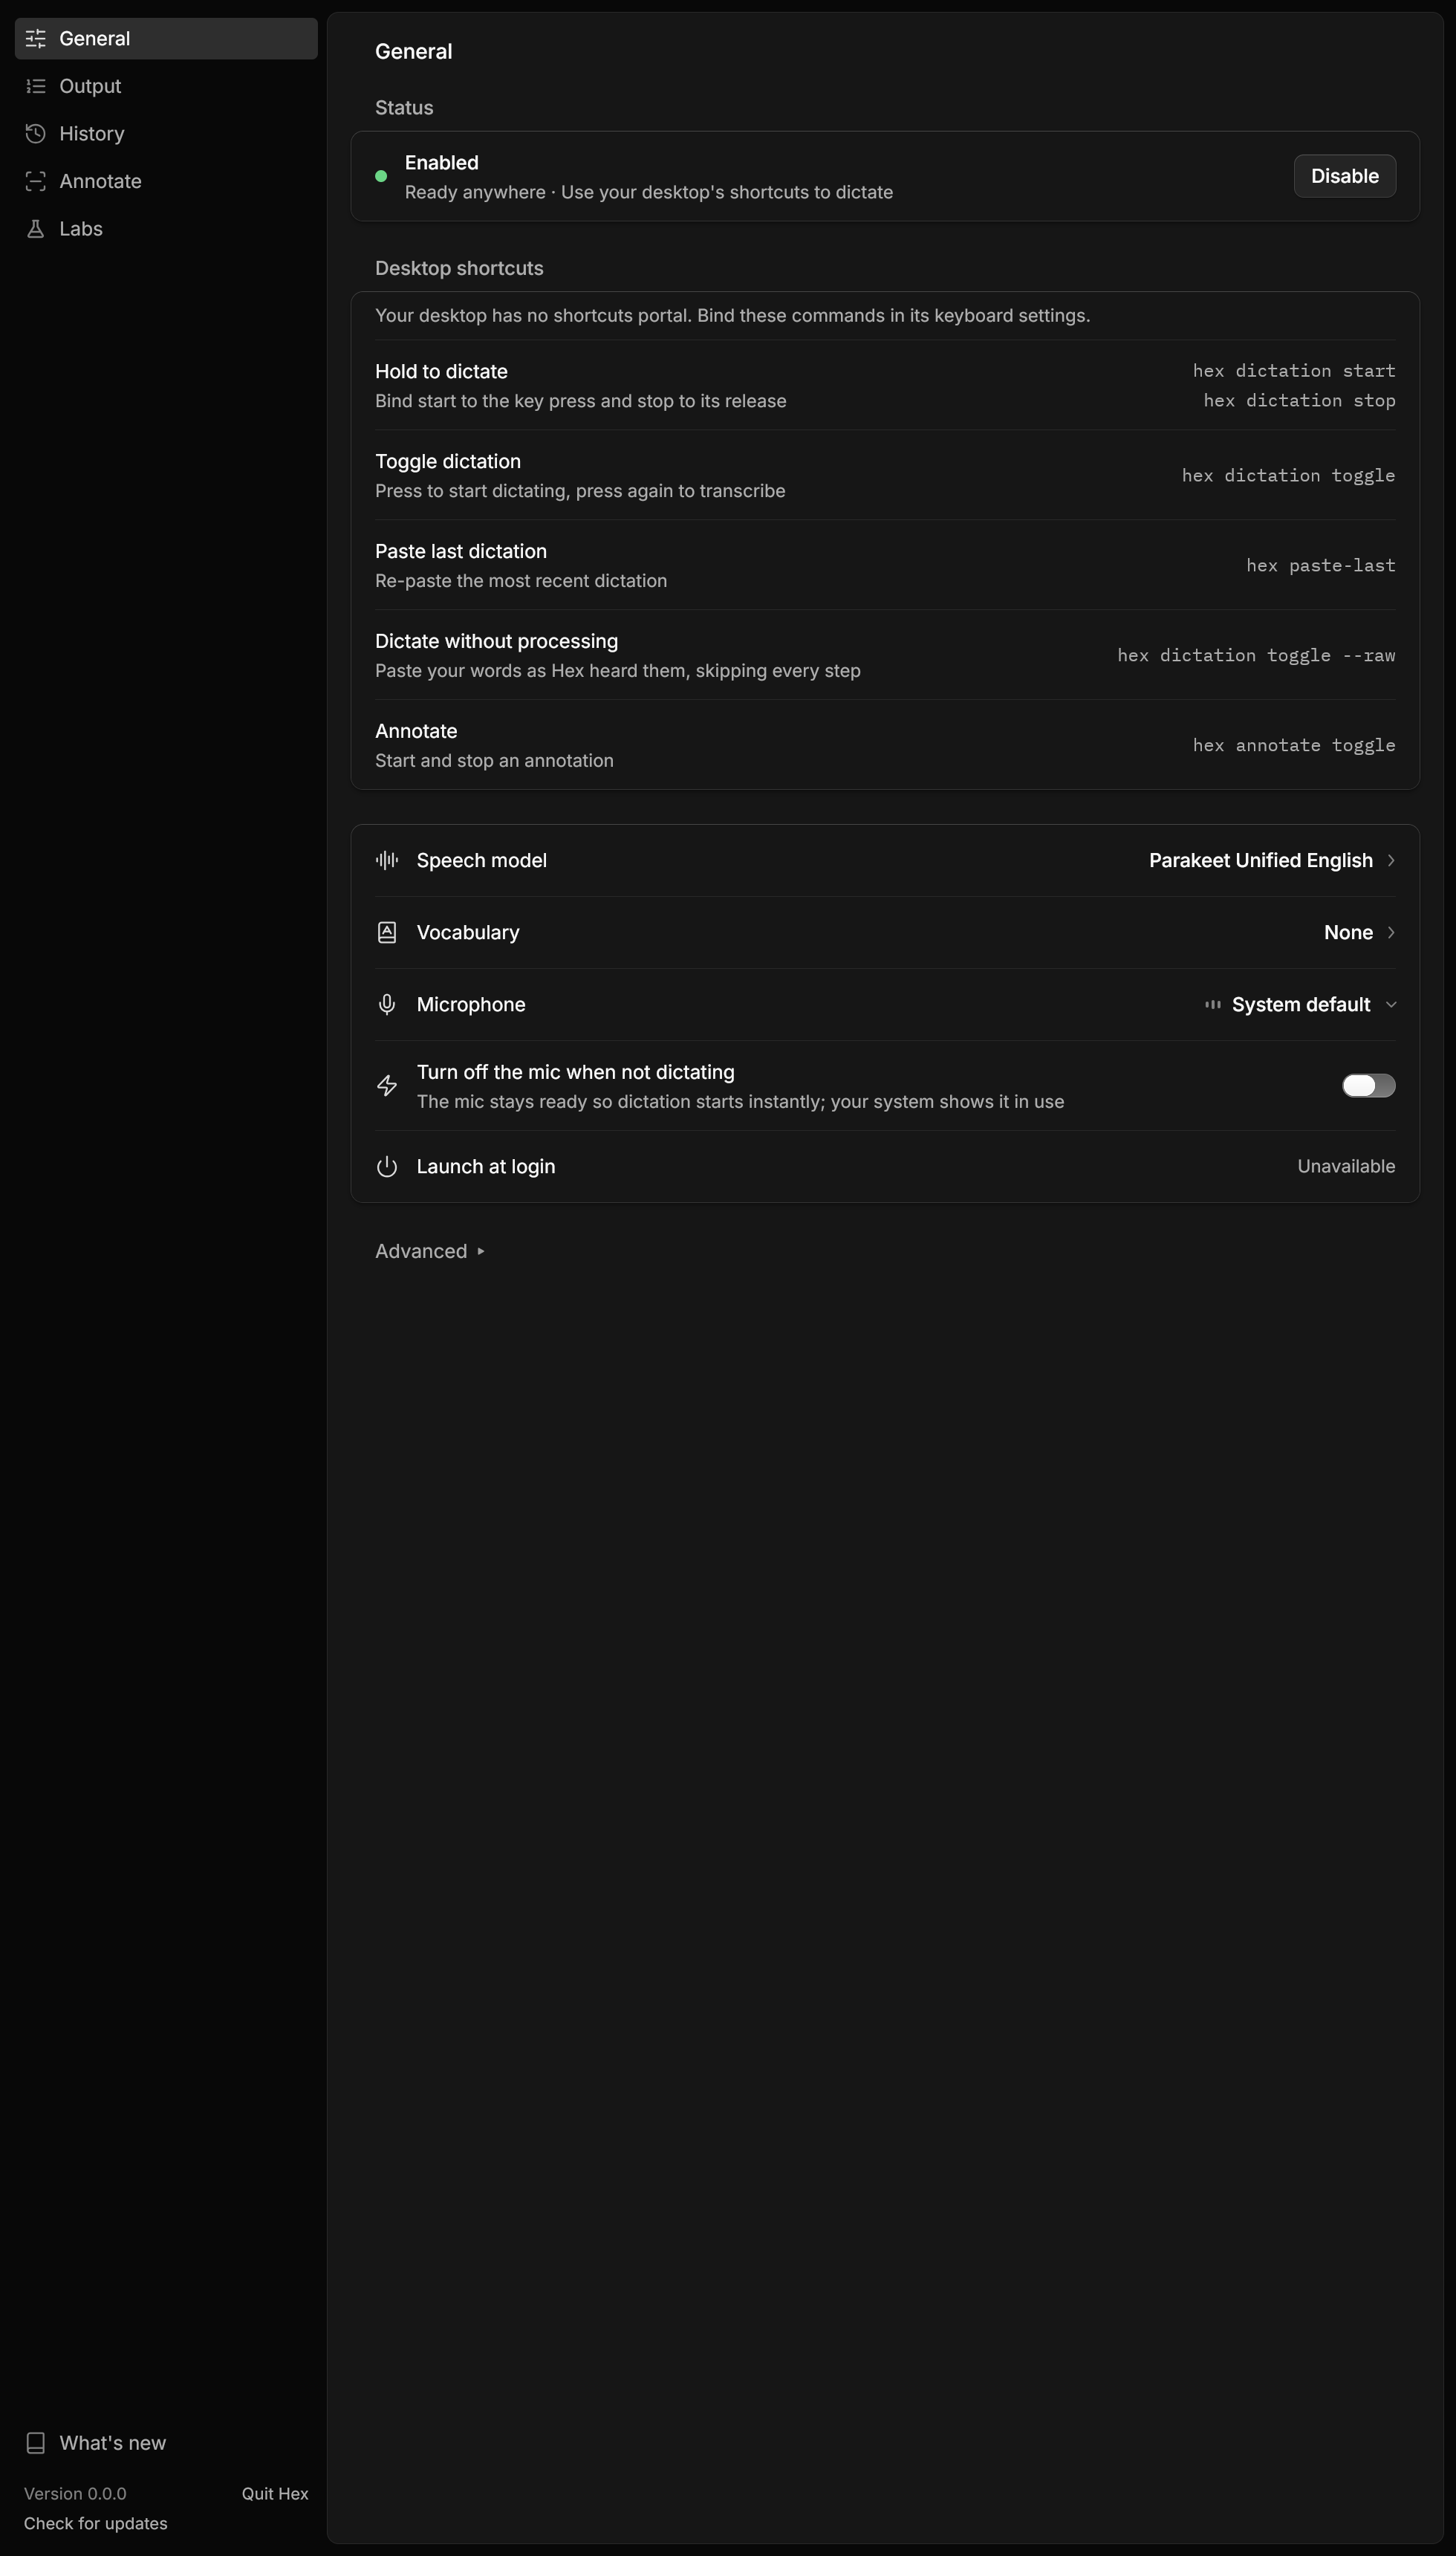 General
Output
History
Annotate
Labs
What's new
Version 0.0.0
Quit Hex
Check for updates
General
Status
Enabled
Ready anywhere · Use your desktop's shortcuts to dictate
Disable
Desktop shortcuts
Your desktop has no shortcuts portal. Bind these commands in its keyboard settings.
Hold to dictate
Bind start to the key press and stop to its release
hex dictation start
hex dictation stop
Toggle dictation
Press to start dictating, press again to transcribe
hex dictation toggle
Paste last dictation
Re-paste the most recent dictation
hex paste-last
Dictate without processing
Paste your words as Hex heard them, skipping every step
hex dictation toggle --raw
Annotate
Start and stop an annotation
hex annotate toggle
Speech model
Parakeet Unified English
Vocabulary
None
Microphone
System default
Turn off the mic when not dictating
The mic stays ready so dictation starts instantly; your system shows it in use
Launch at login
Unavailable
Advanced